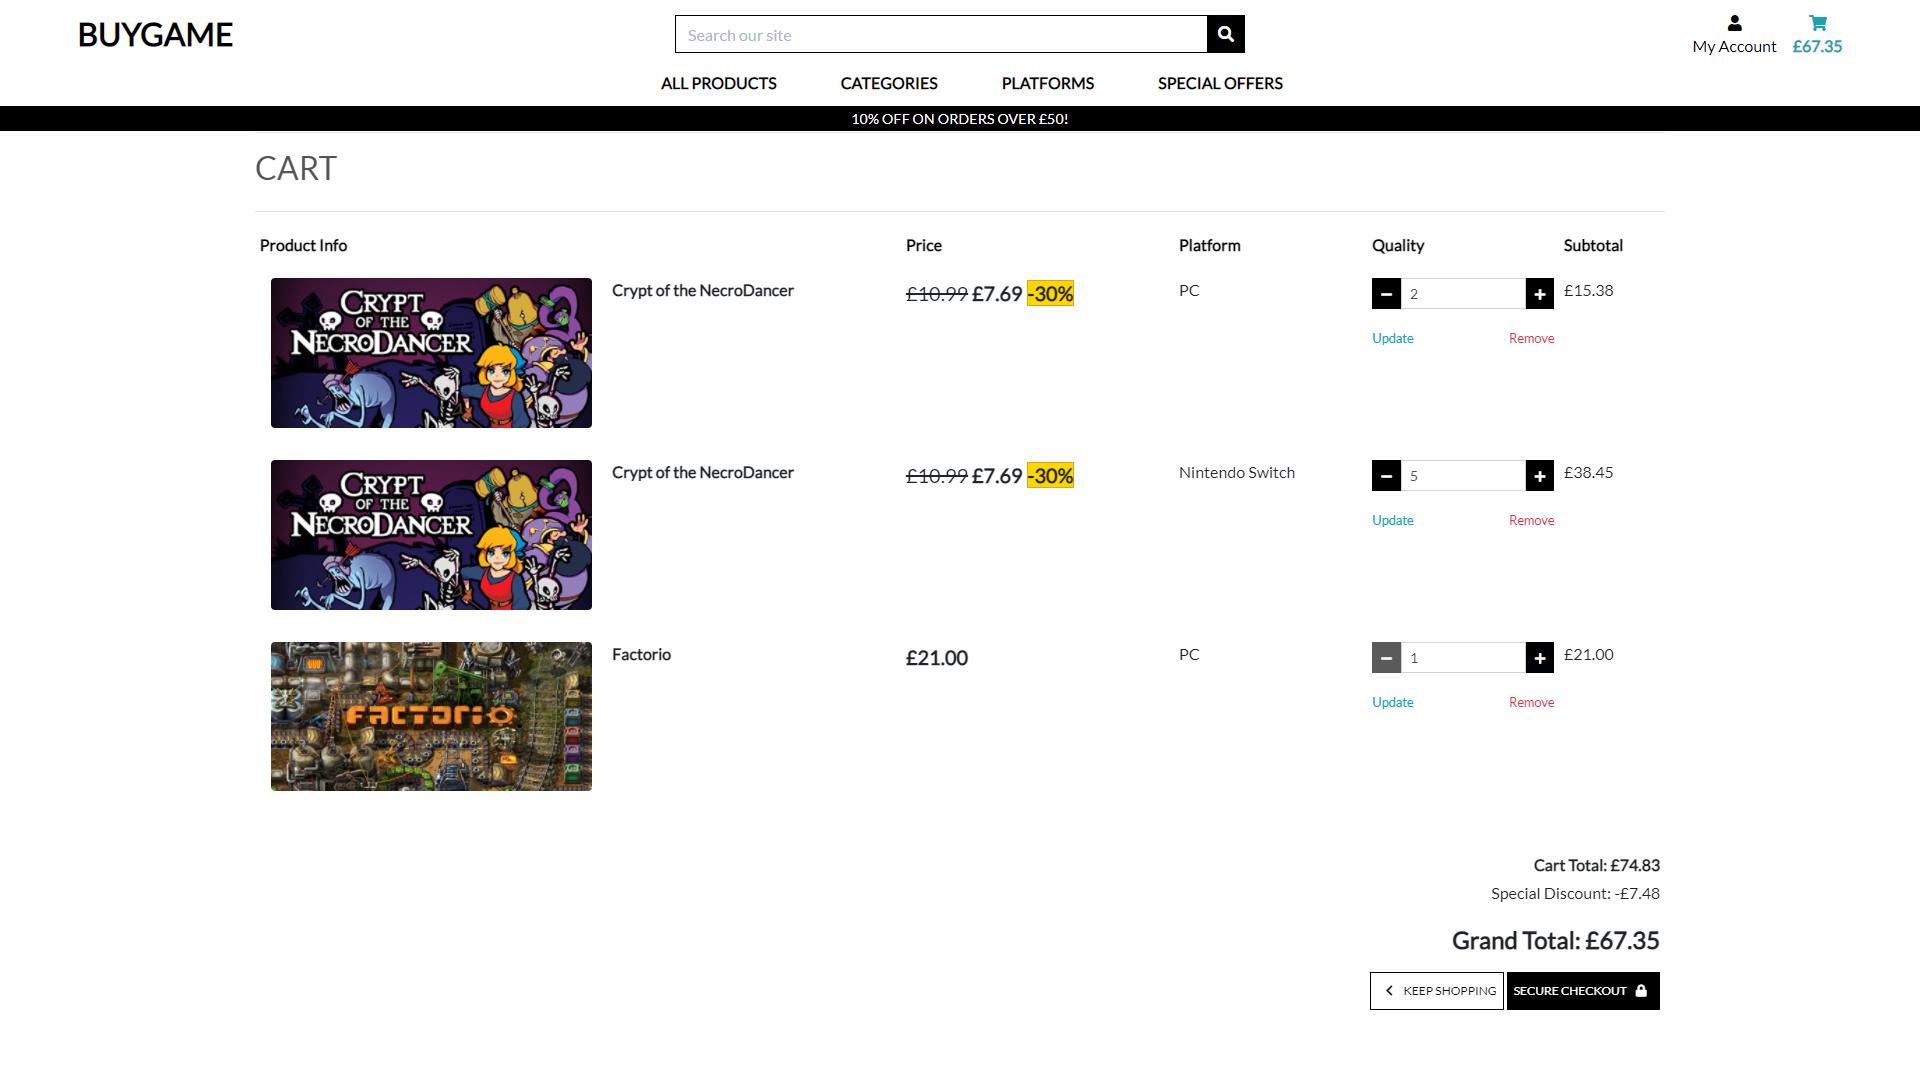 BUYGAME
Search our site
My Account
£67.35
ALL PRODUCTS CATEGORIES PLATFORMS SPECIAL OFFERS
10% OFF ON ORDERS OVER £50!
CART
Product Info Price Platform Quality Subtotal
CRYPT
OF THE
NECRODANCER
Crypt of the NecroDancer £10.99 £7.69 -30% PC 2 £15.38
Update Remove
CRYPT
OF THE
NECRODANCER
Crypt of the NecroDancer £10.99 £7.69 -30% Nintendo Switch 5 £38.45
Update Remove
FACTORIO
Factorio £21.00 PC 1 £21.00
Update Remove
Cart Total: £74.83
Special Discount: -£7.48
Grand Total: £67.35
KEEP SHOPPING SECURE CHECKOUT